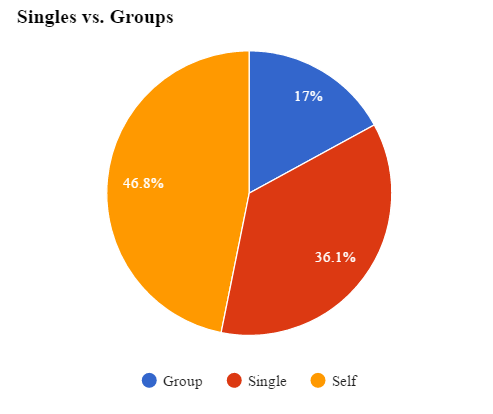 Singles vs. Groups
17%
46.8%
36.1%
Group Single Self